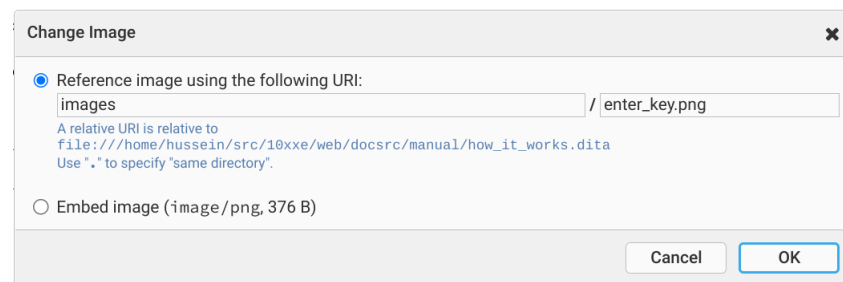 Change Image ✖
Reference image using the following URI:
images / enter_key.png
A relative URI is relative to
file:///home/hussein/src/10xxe/web/docsrc/manual/how_it_works.dita
Use "." to specify "same directory".
Embed image (image/png, 376 B)
Cancel OK